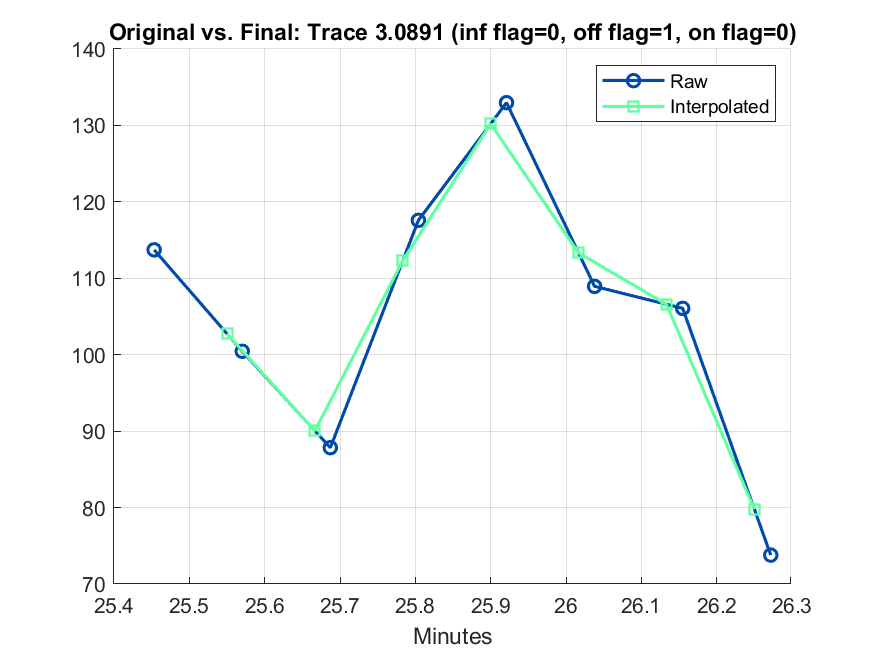 Original vs. Final: Trace 3.0891 (inf flag=0, off flag=1, on flag=0)
140
130
120
110
100
90
80
70
Raw
Interpolated
25.4 25.5 25.6 25.7 25.8 25.9 26 26.1 26.2 26.3
Minutes